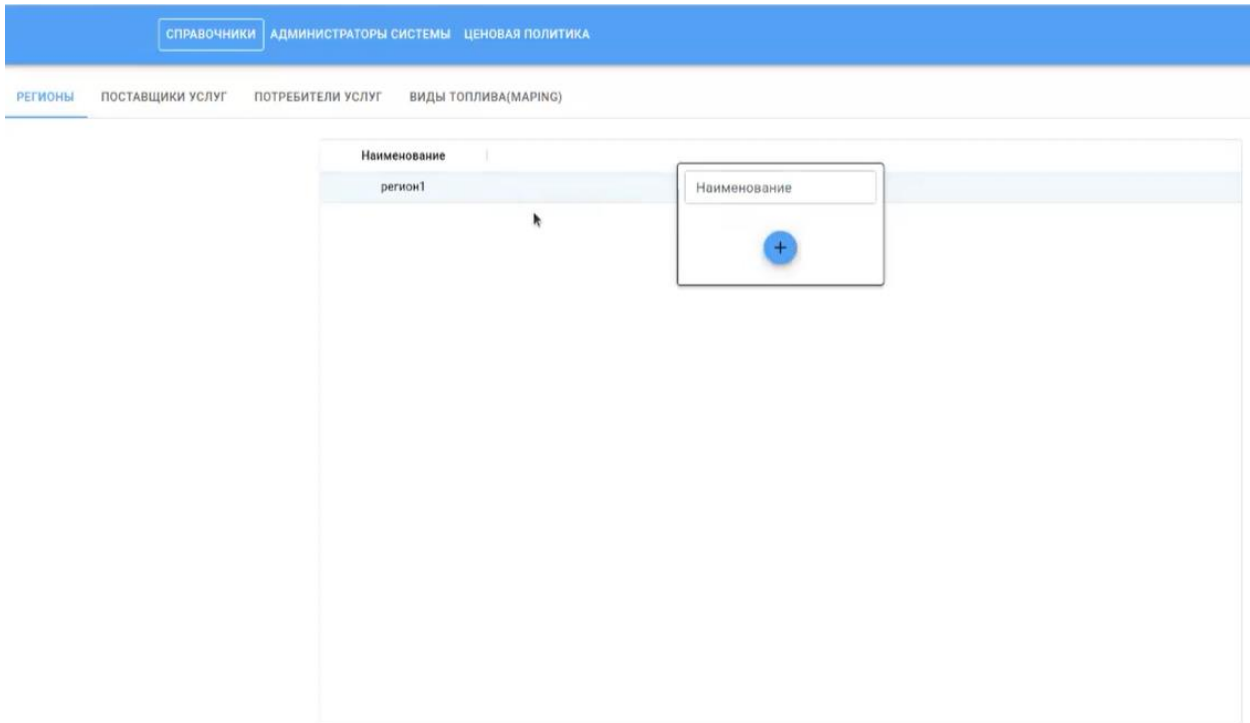 СПРАВОЧНИКИ АДМИНИСТРАТОРЫ СИСТЕМЫ ЦЕНОВАЯ ПОЛИТИКА
РЕГИОНЫ ПОСТАВЩИКИ УСЛУГ ПОТРЕБИТЕЛИ УСЛУГ ВИДЫ ТОПЛИВА(MAPING)
Наименование
регион1 Наименование
+